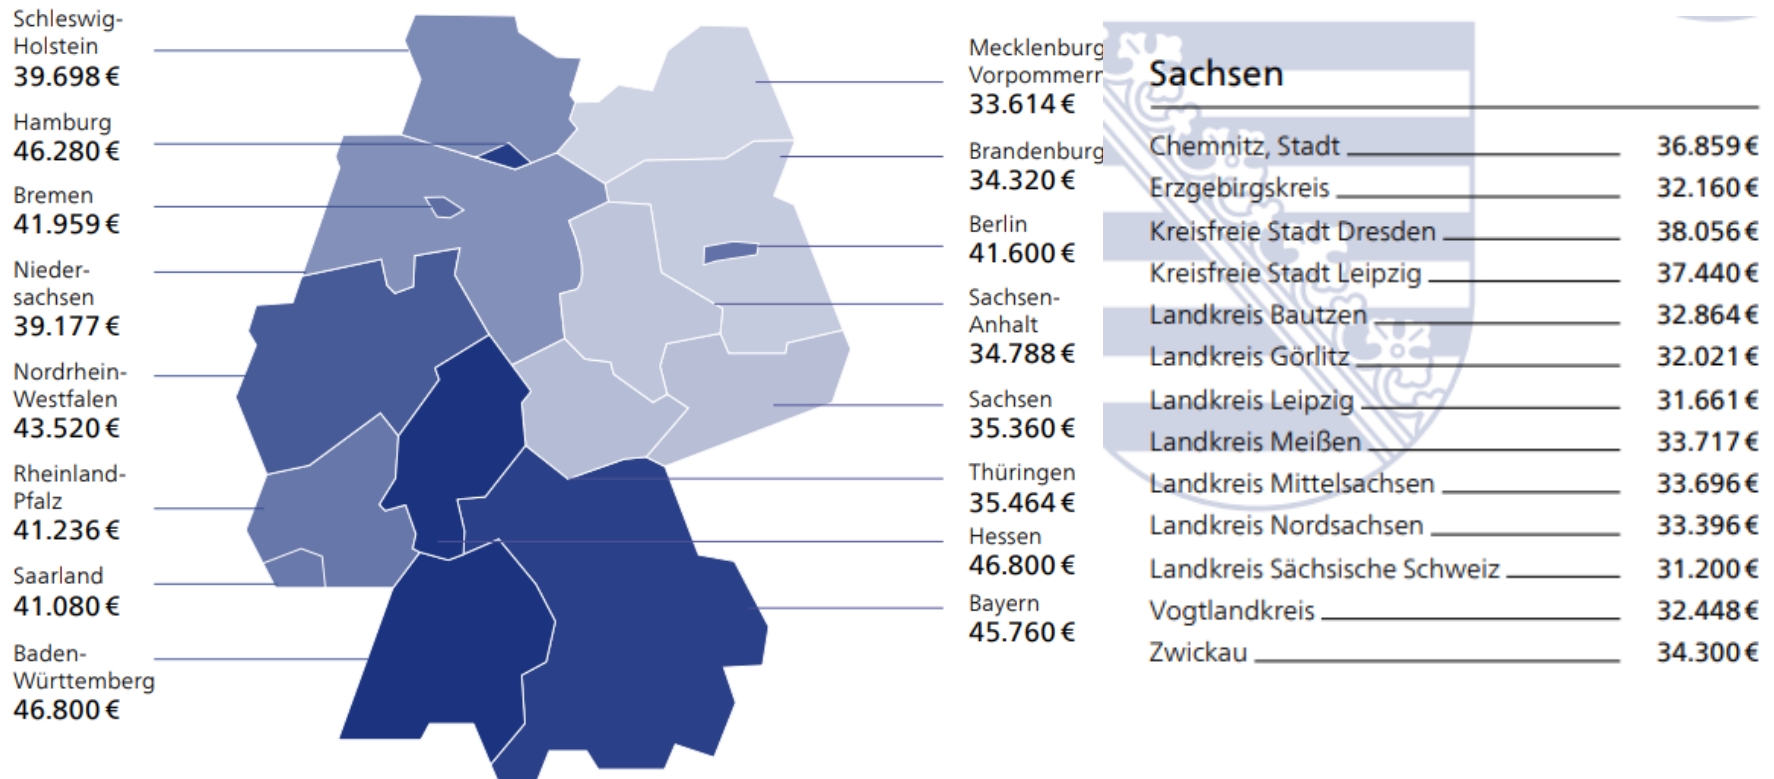 Schleswig-
Holstein
39.698 €
Hamburg
46.280 €
Bremen
41.959 €
Nieder-
sachsen
39.177 €
Nordrhein-
Westfalen
43.520 €
Rheinland-
Pfalz
41.236 €
Saarland
41.080 €
Baden-
Württemberg
46.800 €
Mecklenburg
Vorpommern
33.614 €
Brandenburg
34.320 €
Berlin
41.600 €
Sachsen-
Anhalt
34.788 €
Sachsen
35.360 €
Thüringen
35.464 €
Hessen
46.800 €
Bayern
45.760 €
Sachsen
Chemnitz, Stadt 36.859 €
Erzgebirgskreis 32.160 €
Kreisfreie Stadt Dresden 38.056 €
Kreisfreie Stadt Leipzig 37.440 €
Landkreis Bautzen 32.864 €
Landkreis Görlitz 32.021 €
Landkreis Leipzig 31.661 €
Landkreis Meißen 33.717 €
Landkreis Mittelsachsen 33.696 €
Landkreis Nordsachsen 33.396 €
Landkreis Sächsische Schweiz 31.200 €
Vogtlandkreis 32.448 €
Zwickau 34.300 €